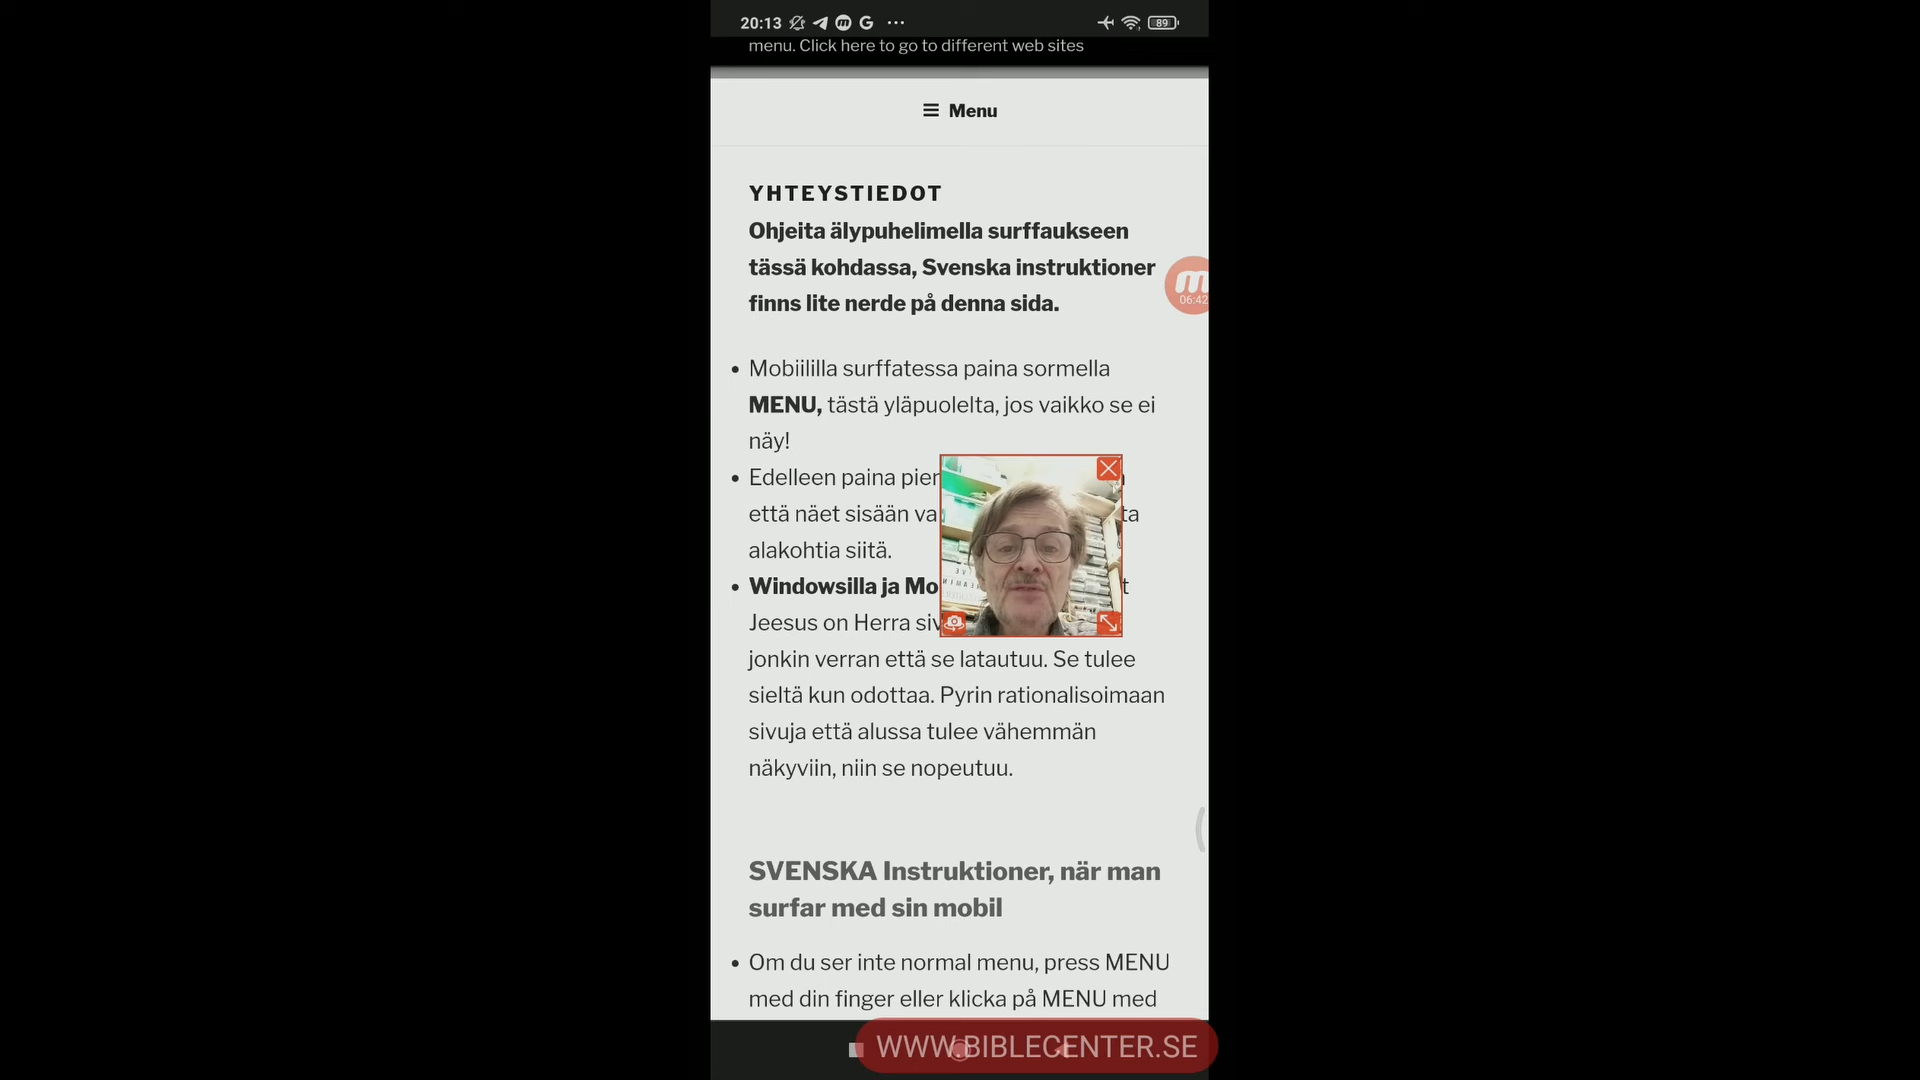 20:13
89
menu. Click here to go to different web sites
Menu
YHTEYSTIEDOT
Ohjeita älypuhelimella surffaukseen
tässä kohdassa, Svenska instruktioner
finns lite nerde på denna sida.
06:42
Mobiililla surffatessa paina sormella
MENU, tästä yläpuolelta, jos vaikko se ei
näy!
Edelleen paina
että näet sisään
alakohtia siitä.
Windowsilla ja
Jeesus on Herra
jonkin verran että se latautuu. Se tulee
sieltä kun odottaa. Pyrin rationalisoimaan
sivuja että alussa tulee vähemmän
näkyviin, niin se nopeutuu.
SVENSKA Instruktioner, när man
surfar med sin mobil
Om du ser inte normal menu, press MENU
med din finger eller klicka på MENU med
WWW.BIBLECENTER.SE